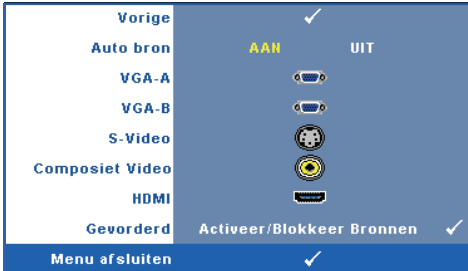 Vorige ✓
Auto bron AAN UIT
VGA-A
VGA-B
S-Video
Composiet Video
HDMI
Gevorderd Activeer/Blokkeer Bronnen ✓
Menu afsluiten ✓